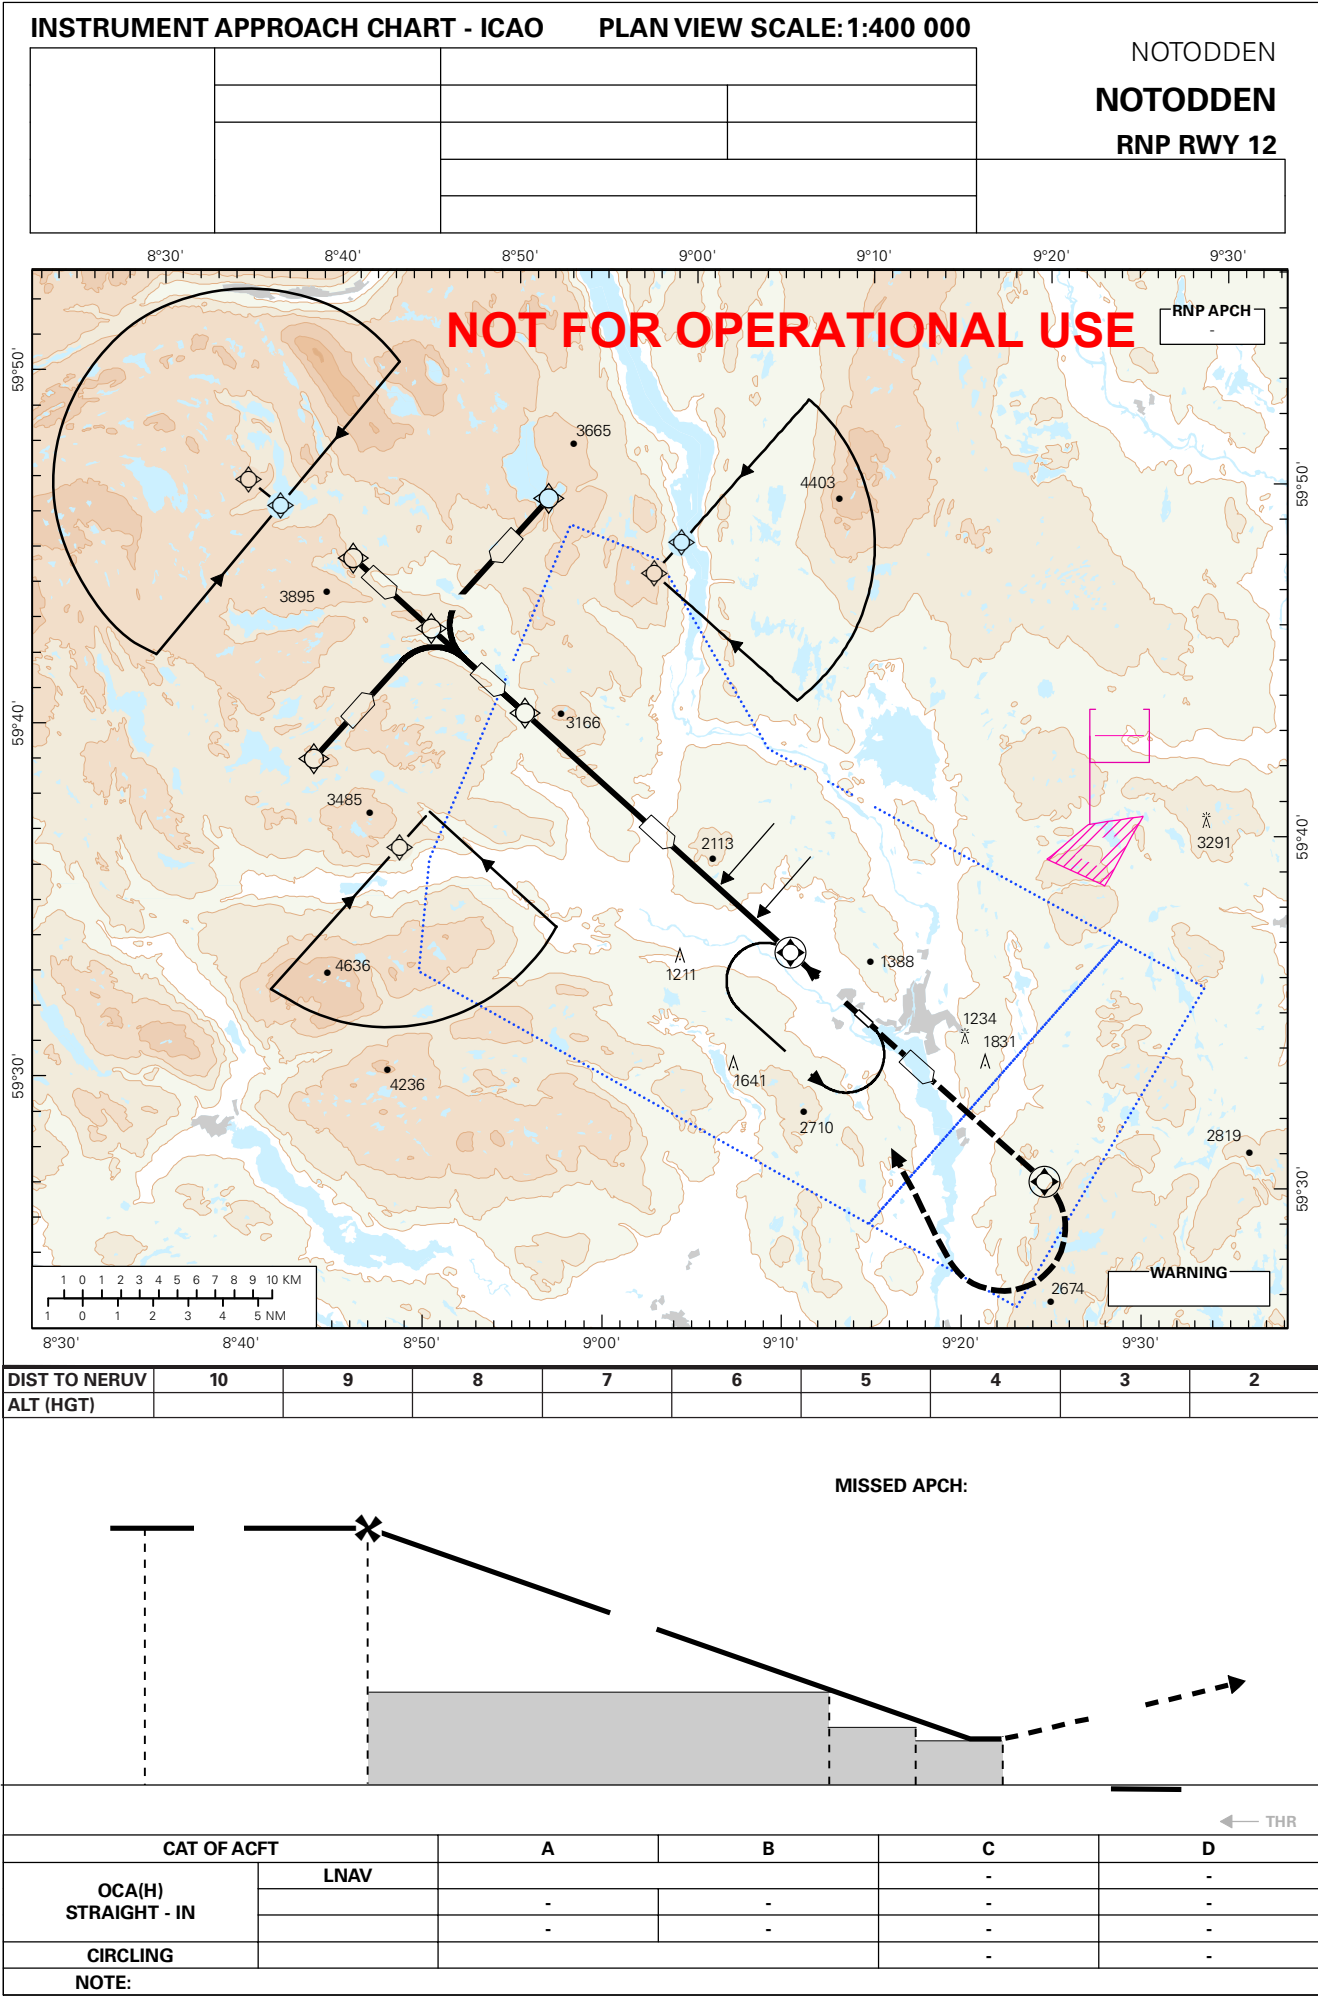 INSTRUMENT APPROACH CHART - ICAO PLAN VIEW SCALE: 1:400 000
NOTODDEN
NOTODDEN
RNP RWY 12
8°30' 8°40' 8°50' 9°00' 9°10' 9°20' 9°30'
NOT FOR OPERATIONAL USE
RNP APCH
-
59°50'
59°50'
3665
4403
3895
3166
59°40'
59°40'
3485
2113
3291
4636
1211
1388
1234
1831
1641
4236
59°30'
59°30'
2710
2819
2674
WARNING
1 0 1 2 3 4 5 6 7 8 9 10 KM
1 0 1 2 3 4 5 NM
8°30' 8°40' 8°50' 9°00' 9°10' 9°20' 9°30'
DIST TO NERUV 10 9 8 7 6 5 4 3 2
ALT (HGT)
MISSED APCH:
THR
CAT OF ACFT A B C D
OCA(H)
STRAIGHT - IN
LNAV - -
- - - -
- - - -
CIRCLING - -
NOTE: